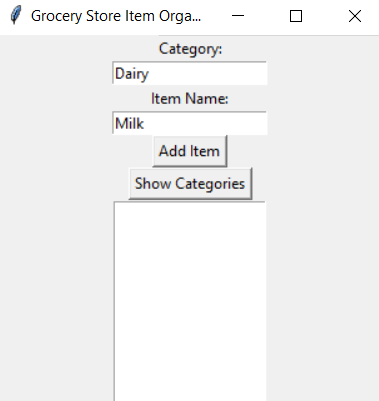 Grocery Store Item Orga...
Category:
Dairy
Item Name:
Milk
Add Item
Show Categories